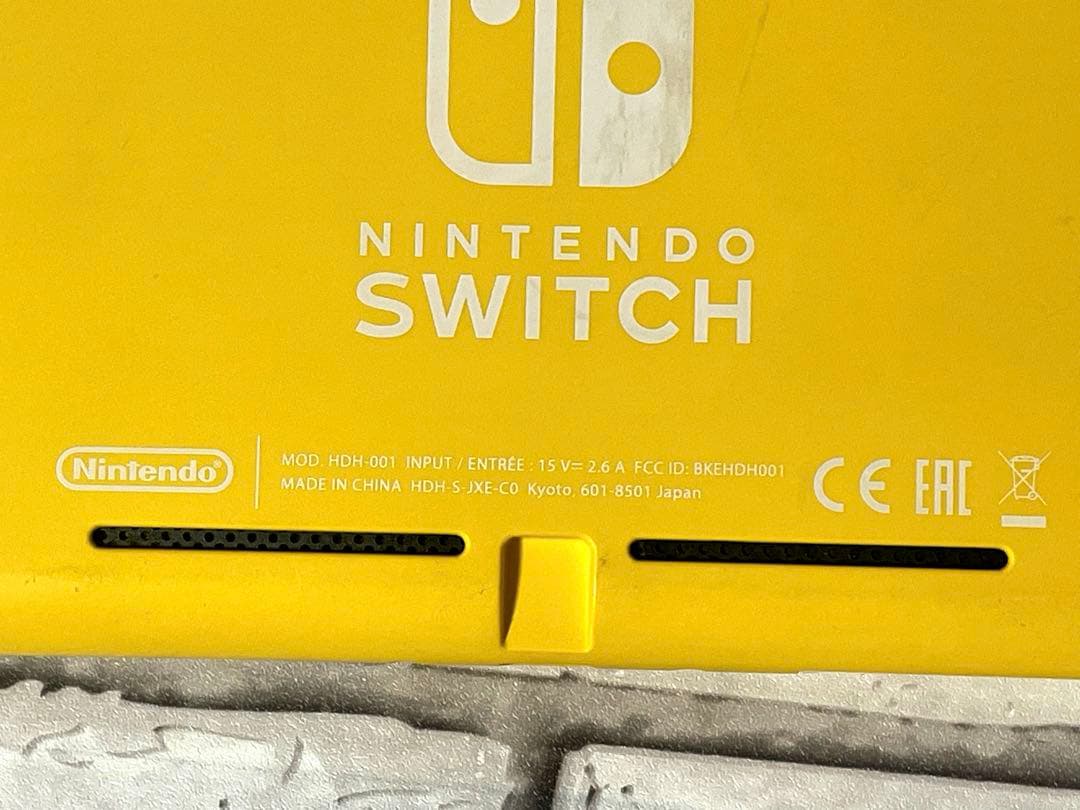 NINTENDO
SWITCH
Nintendo®
MOD. HDH-001 INPUT / ENTRÉE : 15 V⎓ 2.6 A FCC ID: BKEHDH001
MADE IN CHINA HDH-S-JXE-C0 Kyoto, 601-8501 Japan
CE EAC